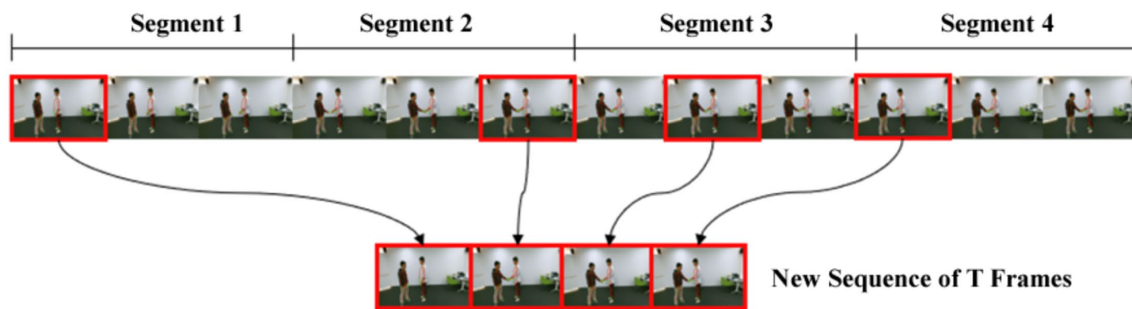 Segment 1
Segment 2
Segment 3
Segment 4
New Sequence of T Frames